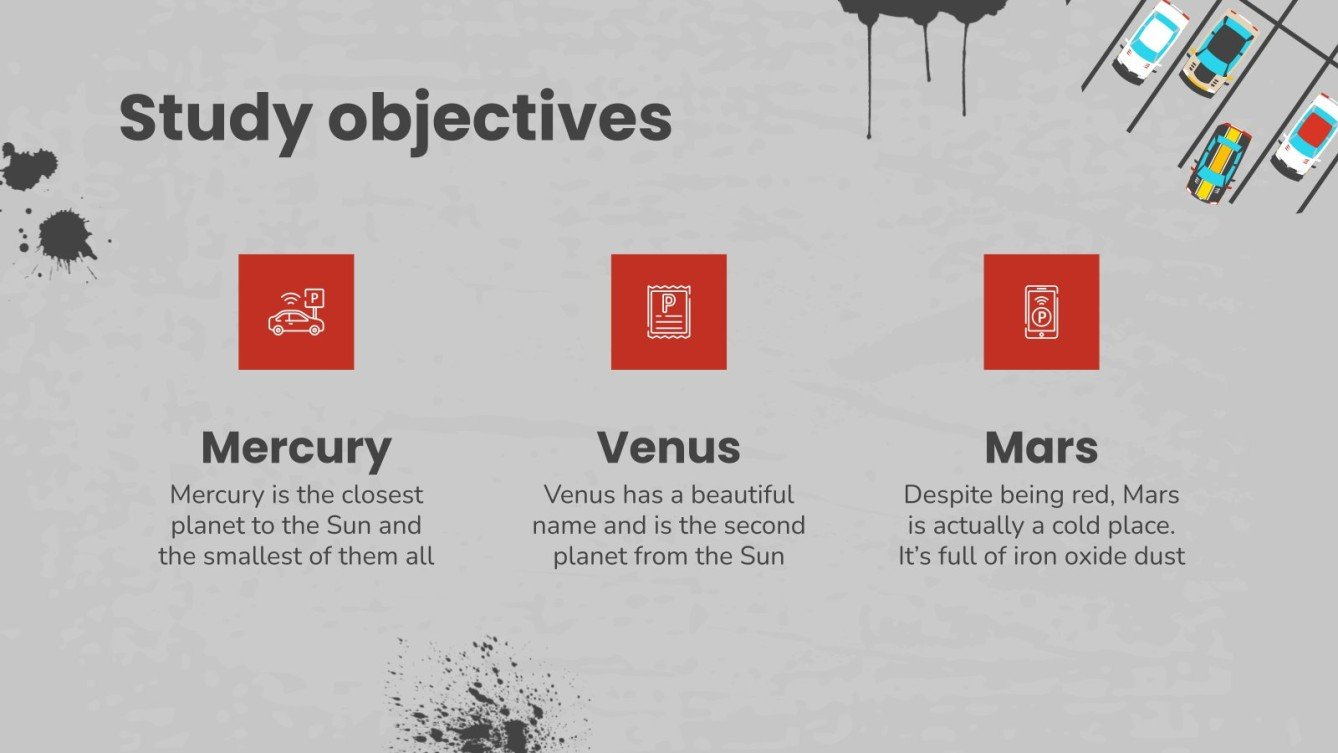 Study objectives
P
P
P
Mercury
Mercury is the closest
planet to the Sun and
the smallest of them all
Venus
Venus has a beautiful
name and is the second
planet from the Sun
Mars
Despite being red, Mars
is actually a cold place.
It’s full of iron oxide dust